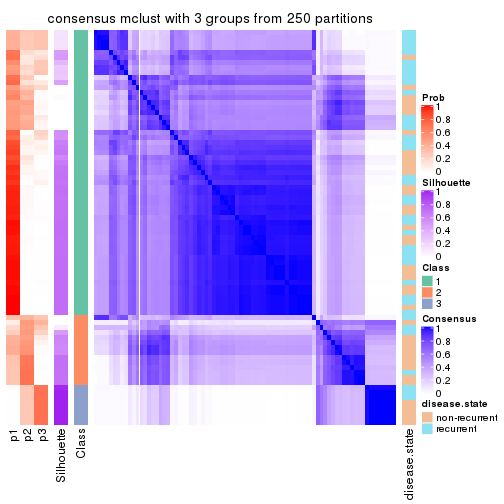 consensus mclust with 3 groups from 250 partitions
Prob
1
0.8
0.6
0.4
0.2
0
Silhouette
1
0.8
0.6
0.4
0.2
0
Class
1
2
3
Consensus
1
0.8
0.6
0.4
0.2
0
disease.state
non-recurrent
recurrent
p1
p2
p3
Silhouette
Class
disease.state